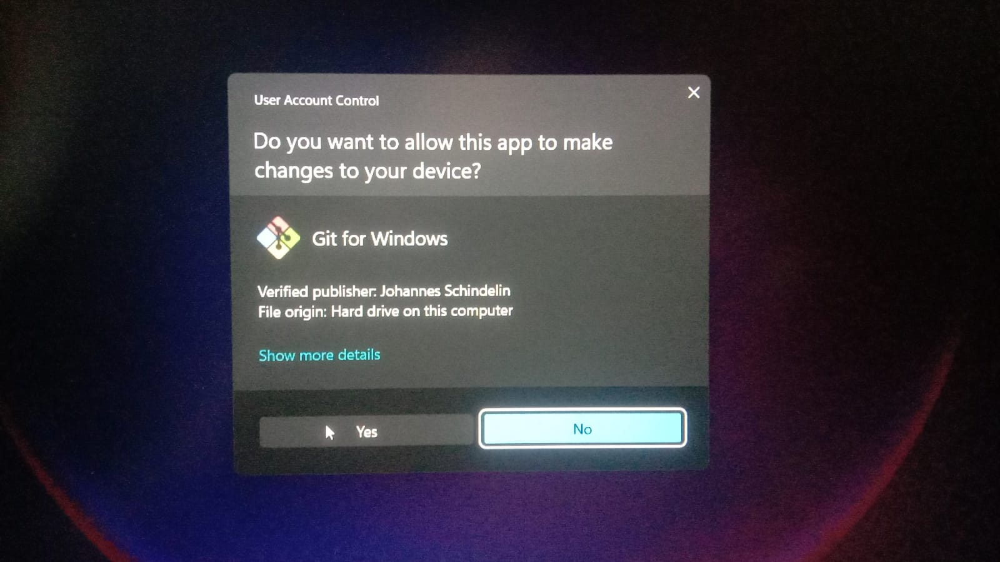 User Account Control
Do you want to allow this app to make
changes to your device?
Git for Windows
Verified publisher: Johannes Schindelin
File origin: Hard drive on this computer
Show more details
Yes
No